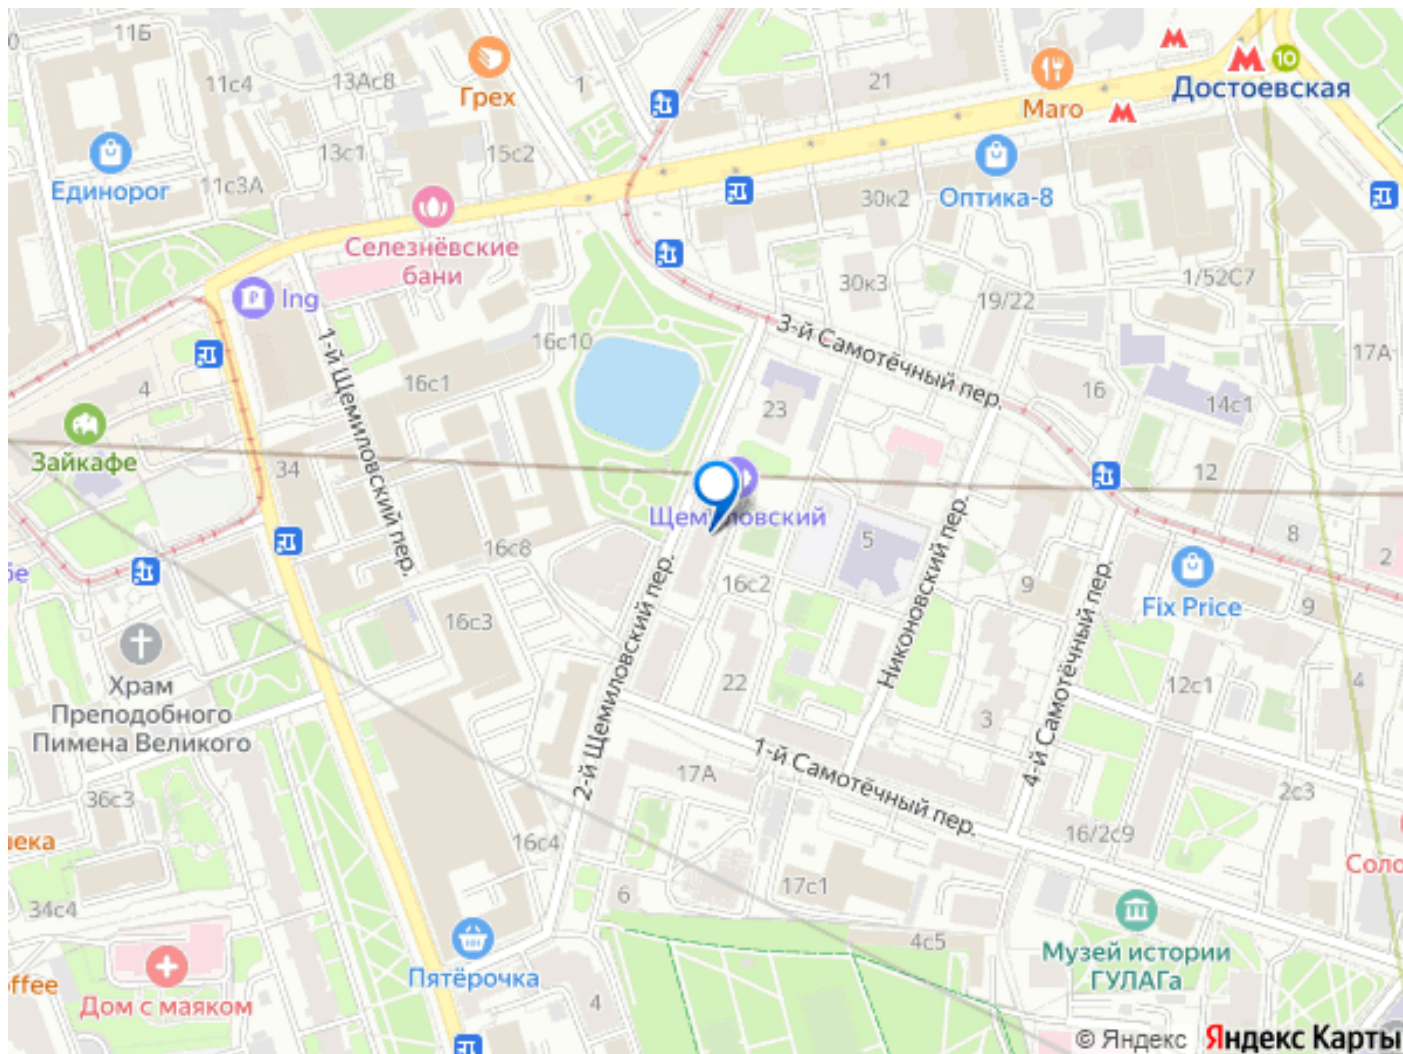 11Б
11с4
13Ас8
Грех
1
21
Maro
10
Достоевская
Единорог
11с3А
13с1
15с2
30к2
Оптика-8
Селезнёвские
бани
Ing
30к3
19/22
1/52С7
3-й Самотёчный пер.
1-й Щемиловский пер.
16с10
16с1
4
17А
23
16
14с1
Зайкафе
34
12
Щемиловский
16с8
5
8
2
16с2
9
Fix Price
9
16с3
2-й Щемиловский пер.
Никоновский пер.
4-й Самотёчный пер.
Храм
Преподобного
Пимена Великого
22
12с1
4
3
1-й Самотёчный пер.
17А
36с3
2с3
16с4
16/2с9
17с1
6
34с4
4с5
Музей истории
ГУЛАГа
Пятёрочка
4
Дом с маяком
© Яндекс Яндекс Карты